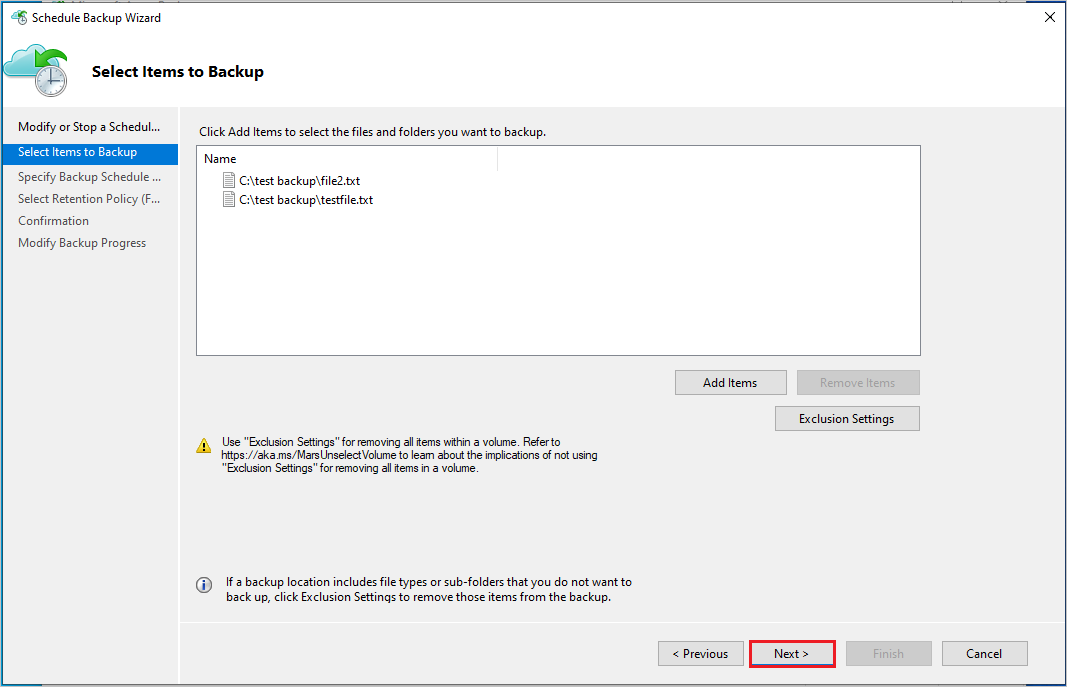 Schedule Backup Wizard
Select Items to Backup
Modify or Stop a Schedul...
Select Items to Backup
Specify Backup Schedule ...
Select Retention Policy (F...
Confirmation
Modify Backup Progress
Click Add Items to select the files and folders you want to backup.
Name
C:\test backup\file2.txt
C:\test backup\testfile.txt
Add Items
Remove Items
Exclusion Settings
Use "Exclusion Settings" for removing all items within a volume. Refer to
https://aka.ms/MarsUnselectVolume to learn about the implications of not using
"Exclusion Settings" for removing all items in a volume.
If a backup location includes file types or sub-folders that you do not want to
back up, click Exclusion Settings to remove those items from the backup.
< Previous
Next >
Finish
Cancel